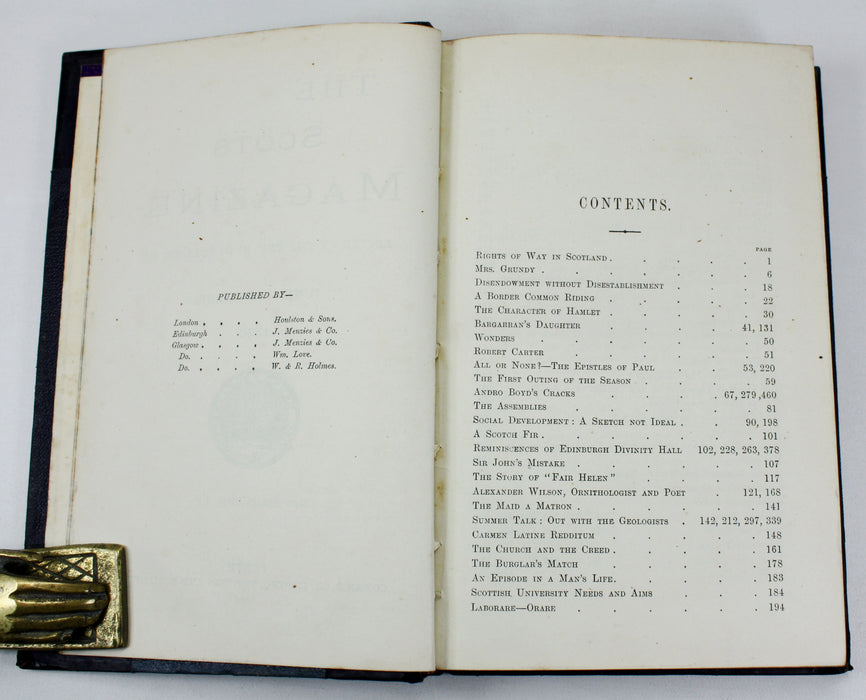 PUBLISHED BY—
London . . . . Houlston & Sons.
Edinburgh . . . J. Menzies & Co.
Glasgow . . . . J. Menzies & Co.
Do. . . . . Wm. Love.
Do. . . . . W. & R. Holmes.
CONTENTS.
PAGE
Rights of Way in Scotland . . . . . 1
Mrs. Grundy . . . . . . . 6
Disendowment without Disestablishment . . . 18
A Border Common Riding . . . . . 22
The Character of Hamlet . . . . . 30
Bargarran's Daughter . . . . 41, 131
Wonders . . . . . . 50
Robert Carter . . . . . . 51
All or None?—The Epistles of Paul . . . 53, 220
The First Outing of the Season . . . . 59
Andro Boyd's Cracks . . . . 67, 279, 460
The Assemblies . . . . . . 81
Social Development: A Sketch not Ideal . . 90, 198
A Scotch Fir . . . . . . . 101
Reminiscences of Edinburgh Divinity Hall 102, 228, 263, 378
Sir John's Mistake . . . . . . 107
The Story of "Fair Helen" . . . . 117
Alexander Wilson, Ornithologist and Poet . 121, 168
The Maid a Matron . . . . . . 141
Summer Talk: Out with the Geologists . 142, 212, 297, 339
Carmen Latine Redditum . . . . . 148
The Church and the Creed . . . . . 161
The Burglar's Match . . . . . 178
An Episode in a Man's Life. . . . . 183
Scottish University Needs and Aims . . . 184
Laborare—Orare . . . . . . 194